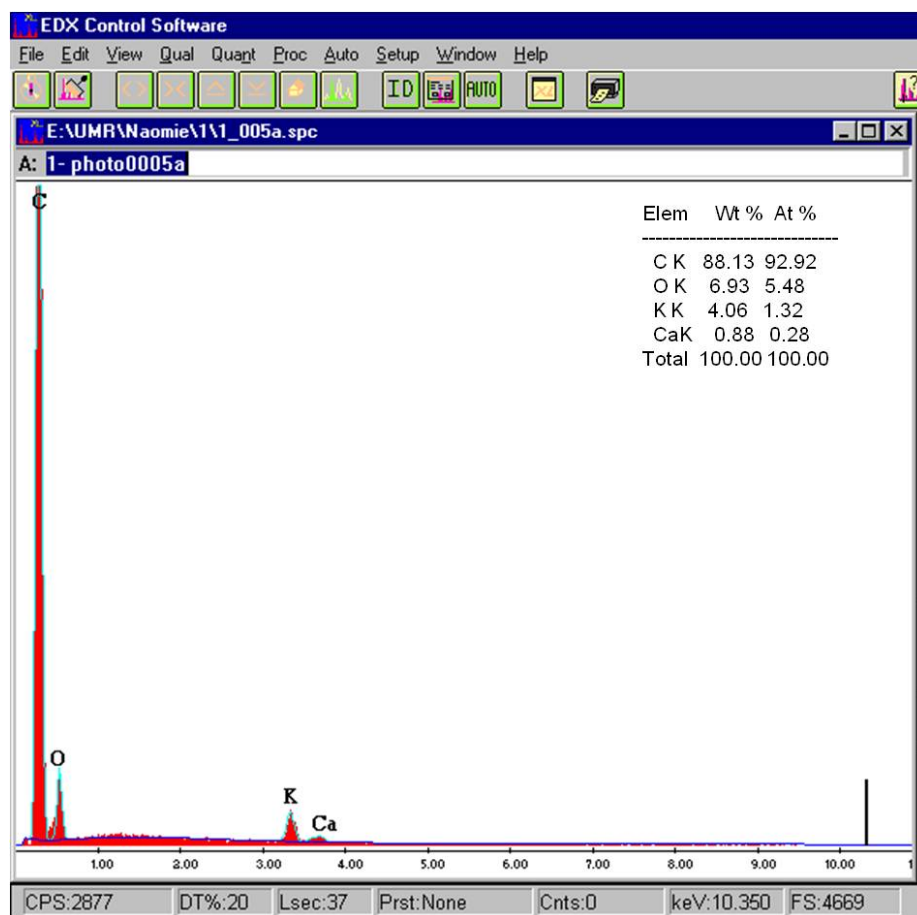 EDX Control Software
File Edit View Qual Quant Proc Auto Setup Window Help
ID AUTO
E:\UMR\Naomie\1\1_005a.spc
A: 1- photo0005a
C
Elem Wt % At %
-----------------------------
C K 88.13 92.92
O K 6.93 5.48
K K 4.06 1.32
CaK 0.88 0.28
Total 100.00 100.00
O
K
Ca
1.00 2.00 3.00 4.00 5.00 6.00 7.00 8.00 9.00 10.00 1
CPS:2877 DT%:20 Lsec:37 Prst:None Cnts:0 keV:10.350 FS:4669